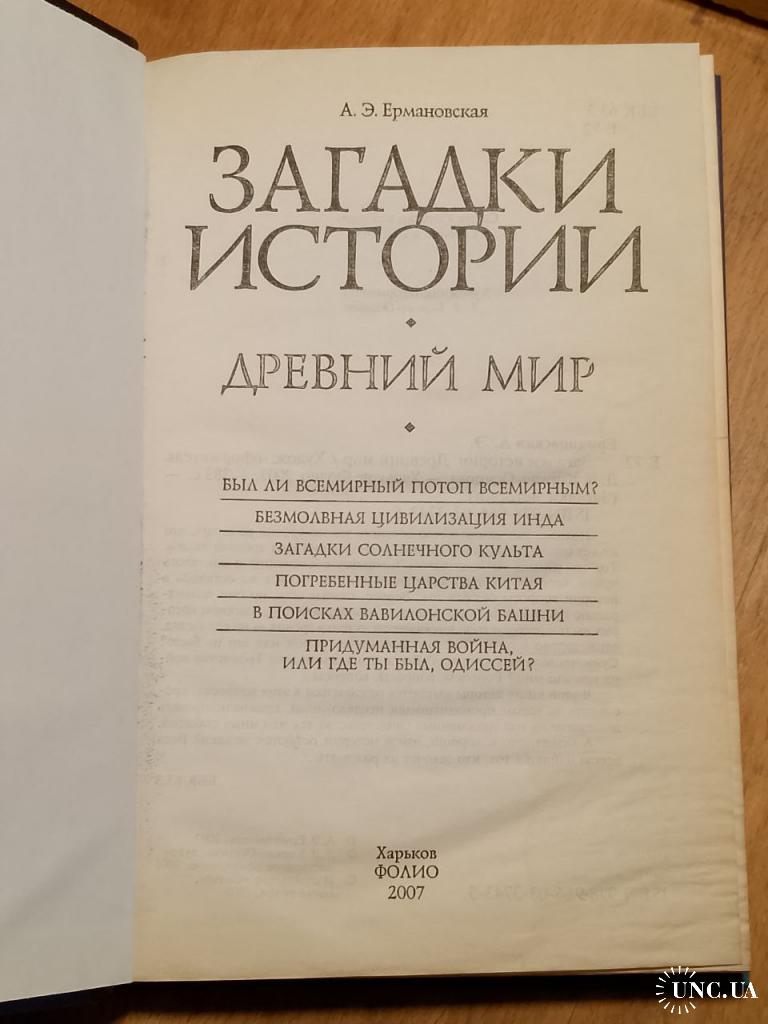 А. Э. Ермановская
ЗАГАДКИ
ИСТОРИИ
ДРЕВНИЙ МИР
БЫЛ ЛИ ВСЕМИРНЫЙ ПОТОП ВСЕМИРНЫМ?
БЕЗМОЛВНАЯ ЦИВИЛИЗАЦИЯ ИНДА
ЗАГАДКИ СОЛНЕЧНОГО КУЛЬТА
ПОГРЕБЕННЫЕ ЦАРСТВА КИТАЯ
В ПОИСКАХ ВАВИЛОНСКОЙ БАШНИ
ПРИДУМАННАЯ ВОЙНА,
ИЛИ ГДЕ ТЫ БЫЛ, ОДИССЕЙ?
Харьков
ФОЛИО
2007
UNC.UA